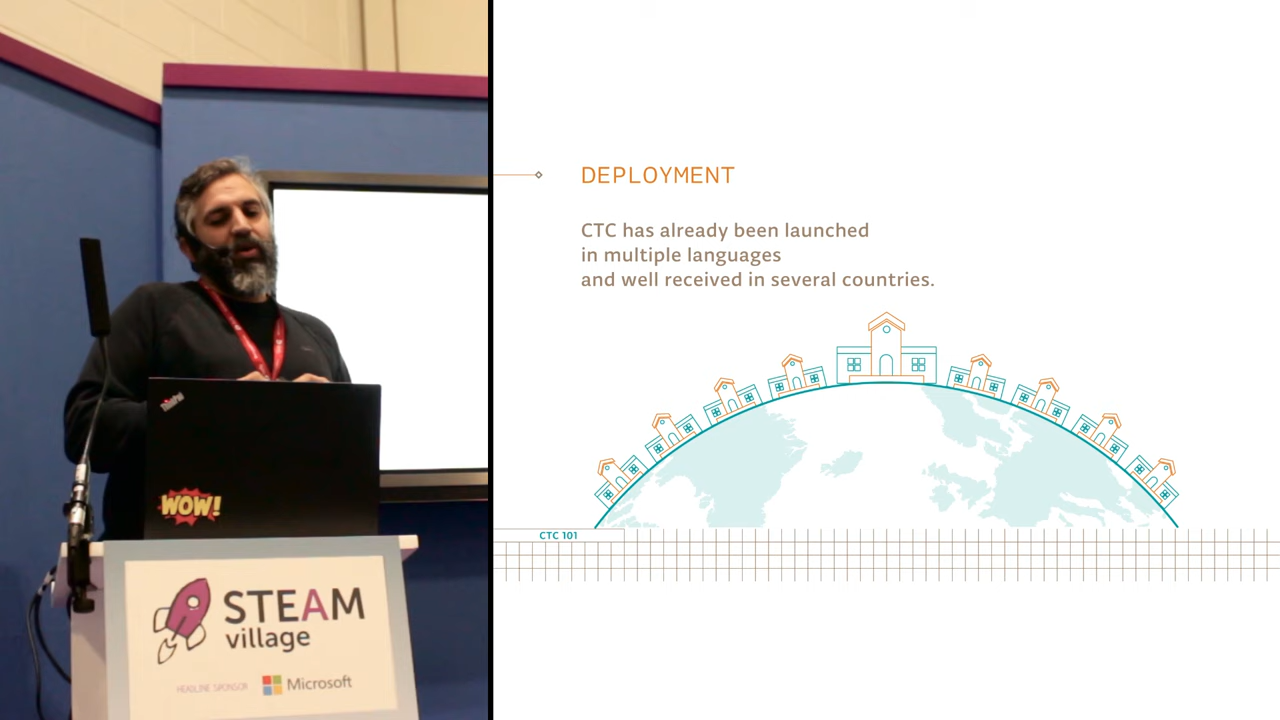 ThinkPad
WOW!
STEAM
village
HEADLINE SPONSOR
Microsoft
DEPLOYMENT
CTC has already been launched
in multiple languages
and well received in several countries.
CTC 101